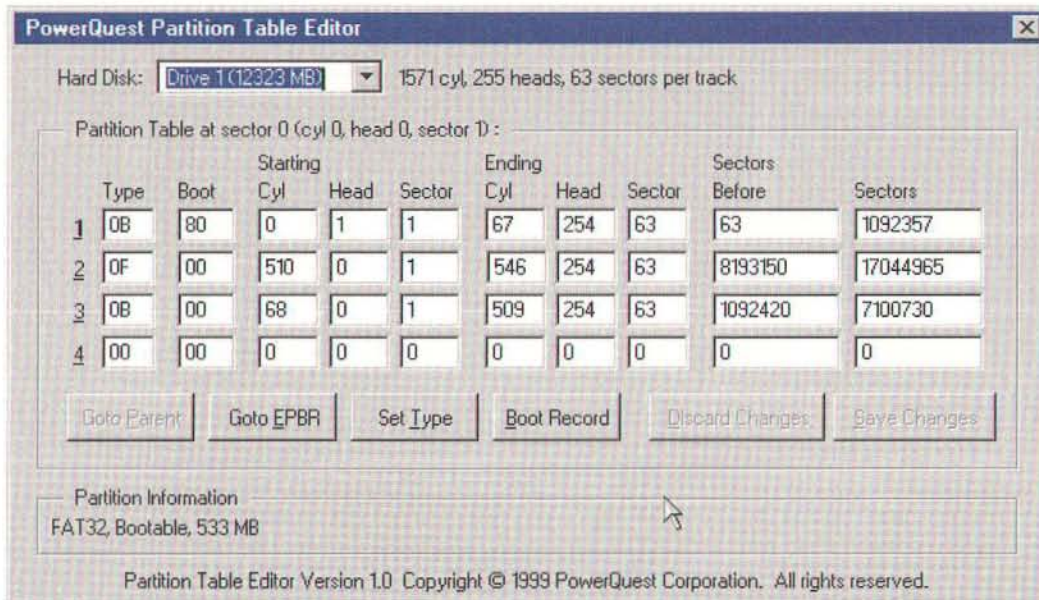 PowerQuest Partition Table Editor
Hard Disk: Drive 1 (12323 MB) 1571 cyl, 255 heads, 63 sectors per track
Partition Table at sector 0 (cyl 0, head 0, sector 1) :
Starting Ending Sectors
Type Boot Cyl Head Sector Cyl Head Sector Before Sectors
1 0B 80 0 1 1 67 254 63 63 1092357
2 0F 00 510 0 1 546 254 63 8193150 17044965
3 0B 00 68 0 1 509 254 63 1092420 7100730
4 00 00 0 0 0 0 0 0 0 0
Goto Parent Goto EPBR Set Type Boot Record Discard Changes Save Changes
Partition Information
FAT32, Bootable, 533 MB
Partition Table Editor Version 1.0 Copyright © 1999 PowerQuest Corporation. All rights reserved.